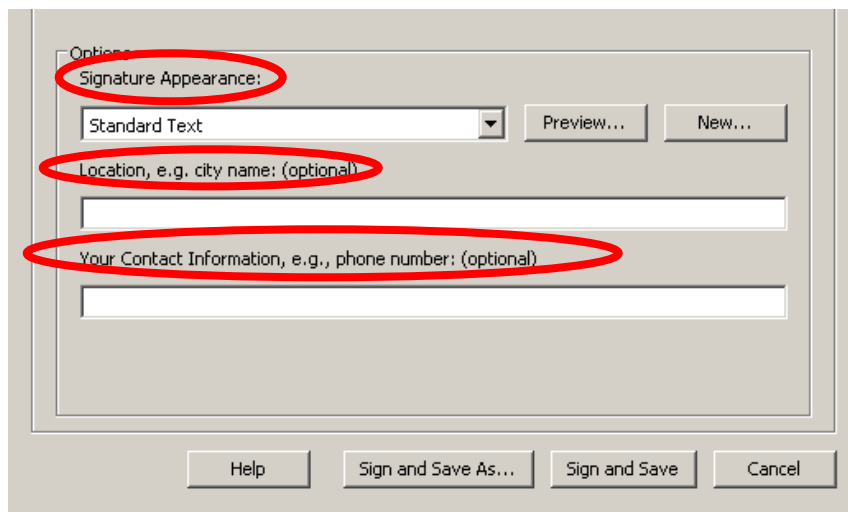 Options
Signature Appearance:
Standard Text
Preview...
New...
Location, e.g. city name: (optional)
Your Contact Information, e.g., phone number: (optional)
Help
Sign and Save As...
Sign and Save
Cancel